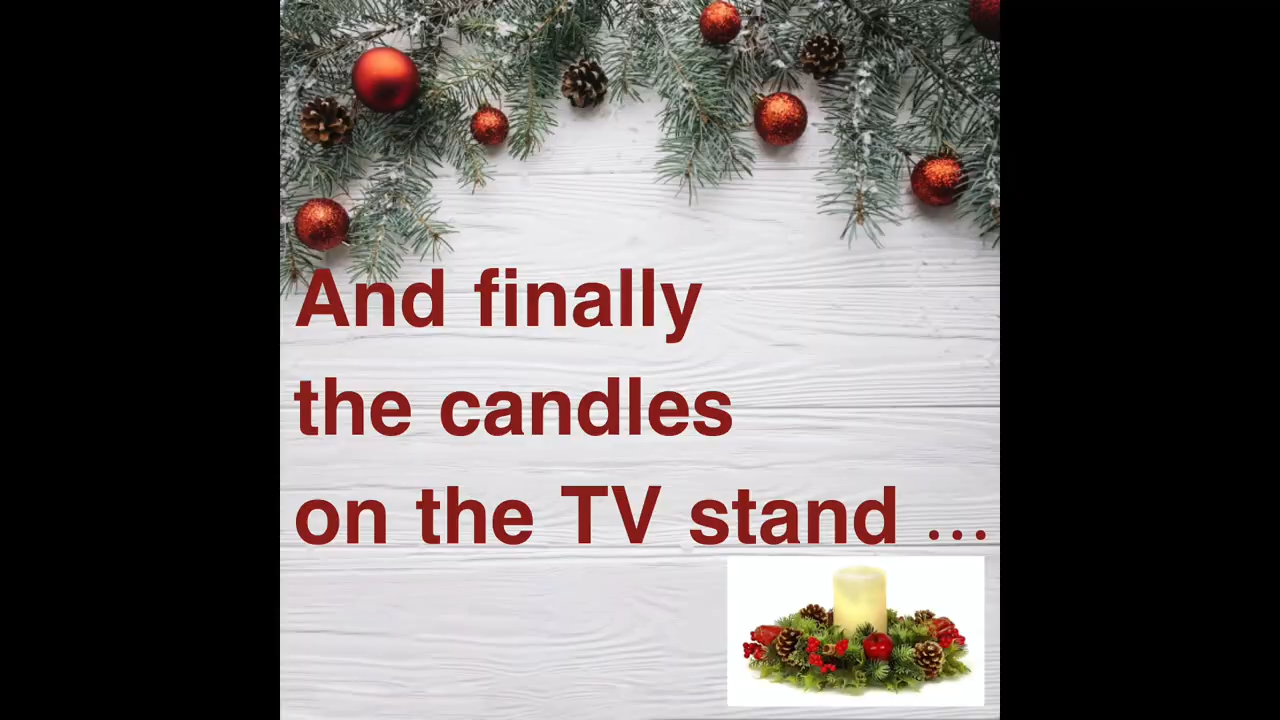 And finally
the candles
on the TV stand ...